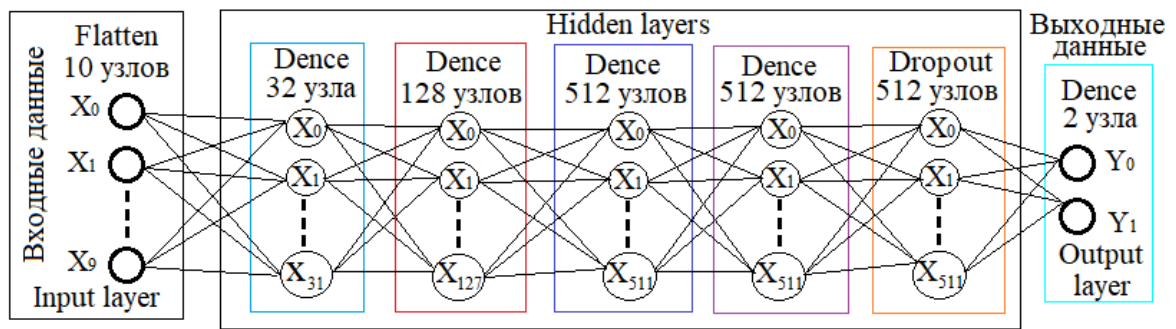 Входные данные
Flatten
10 узлов
X0
X1
X9
Input layer
Hidden layers
Dence
32 узла
X0
X1
X31
Dence
128 узлов
X0
X1
X127
Dence
512 узлов
X0
X1
X511
Dence
512 узлов
X0
X1
X511
Dropout
512 узлов
X0
X1
X511
Выходные
данные
Dence
2 узла
Y0
Y1
Output
layer